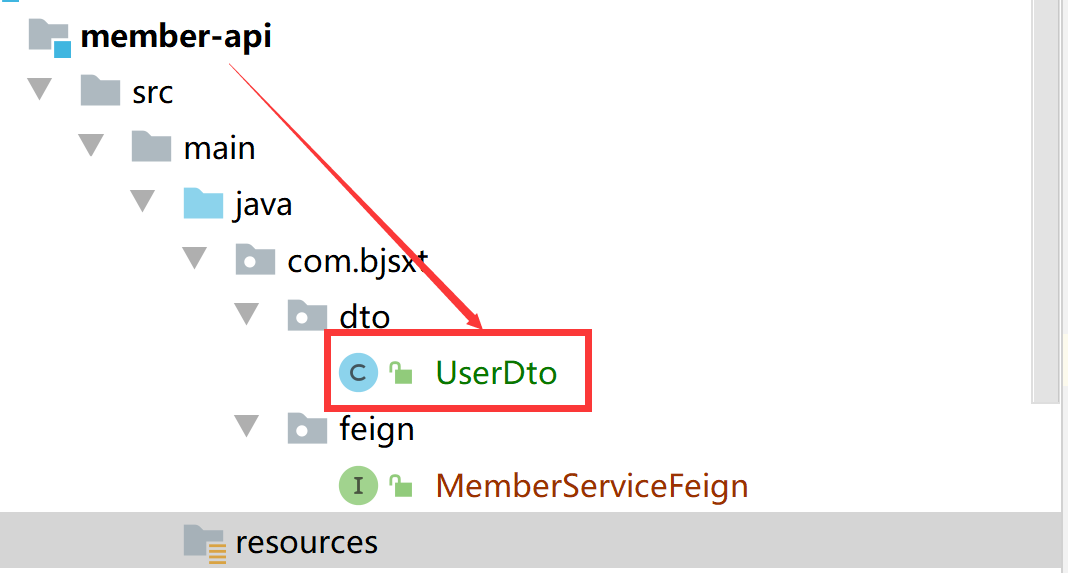 member-api
src
main
java
com.bjsxt
dto
C UserDto
feign
I MemberServiceFeign
resources